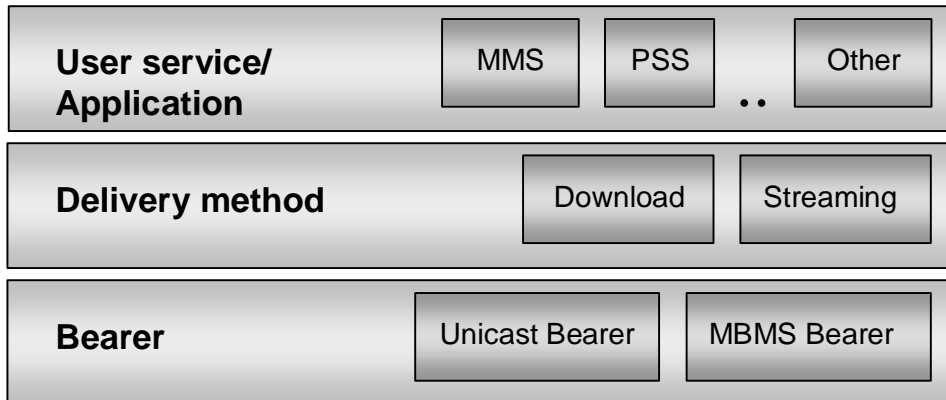 User service/
Application
MMS
PSS
..
Other
Delivery method
Download
Streaming
Bearer
Unicast Bearer
MBMS Bearer